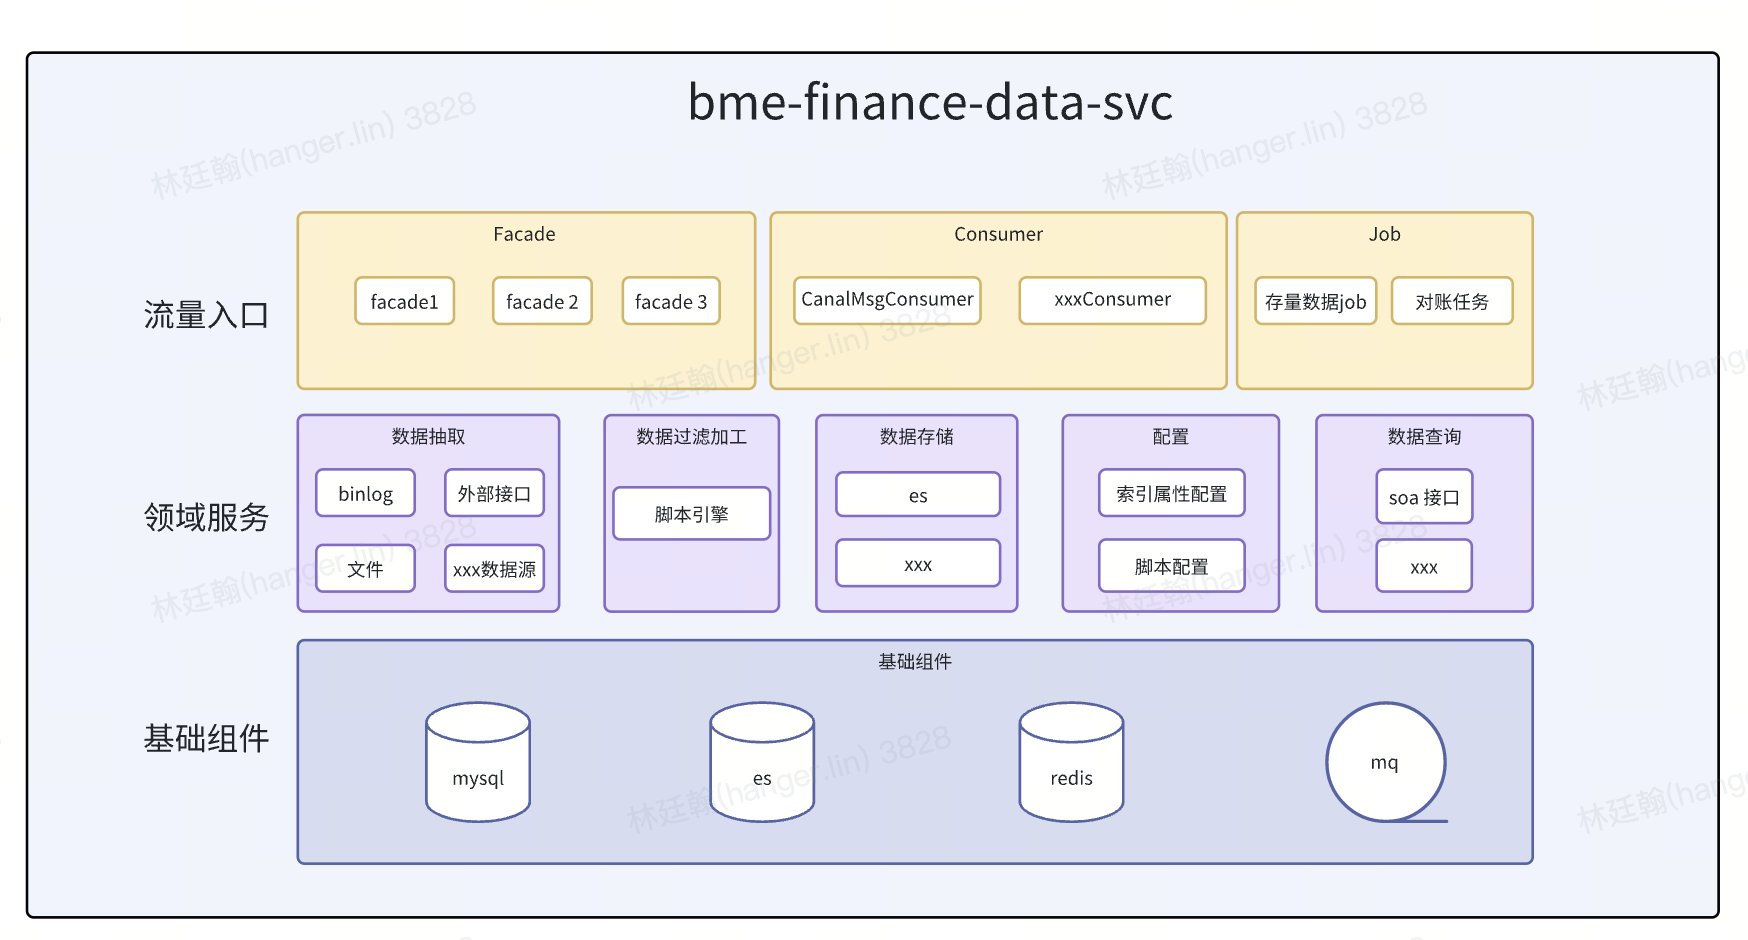 bme-finance-data-svc
流量入口
Facade
facade1
facade 2
facade 3
Consumer
CanalMsgConsumer
xxxConsumer
Job
存量数据job
对账任务
领域服务
数据抽取
binlog
外部接口
文件
xxx数据源
数据过滤加工
脚本引擎
数据存储
es
xxx
配置
索引属性配置
脚本配置
数据查询
soa 接口
xxx
基础组件
基础组件
mysql
es
redis
mq
林廷翰(hanger.lin) 3828
林廷翰(hanger.lin) 3828
林廷翰(hanger.lin) 3828
林廷翰(hanger.lin) 3828
林廷翰(hanger.lin) 3828
林廷翰(hanger.lin) 3828
林廷翰(hang
林廷翰(hang